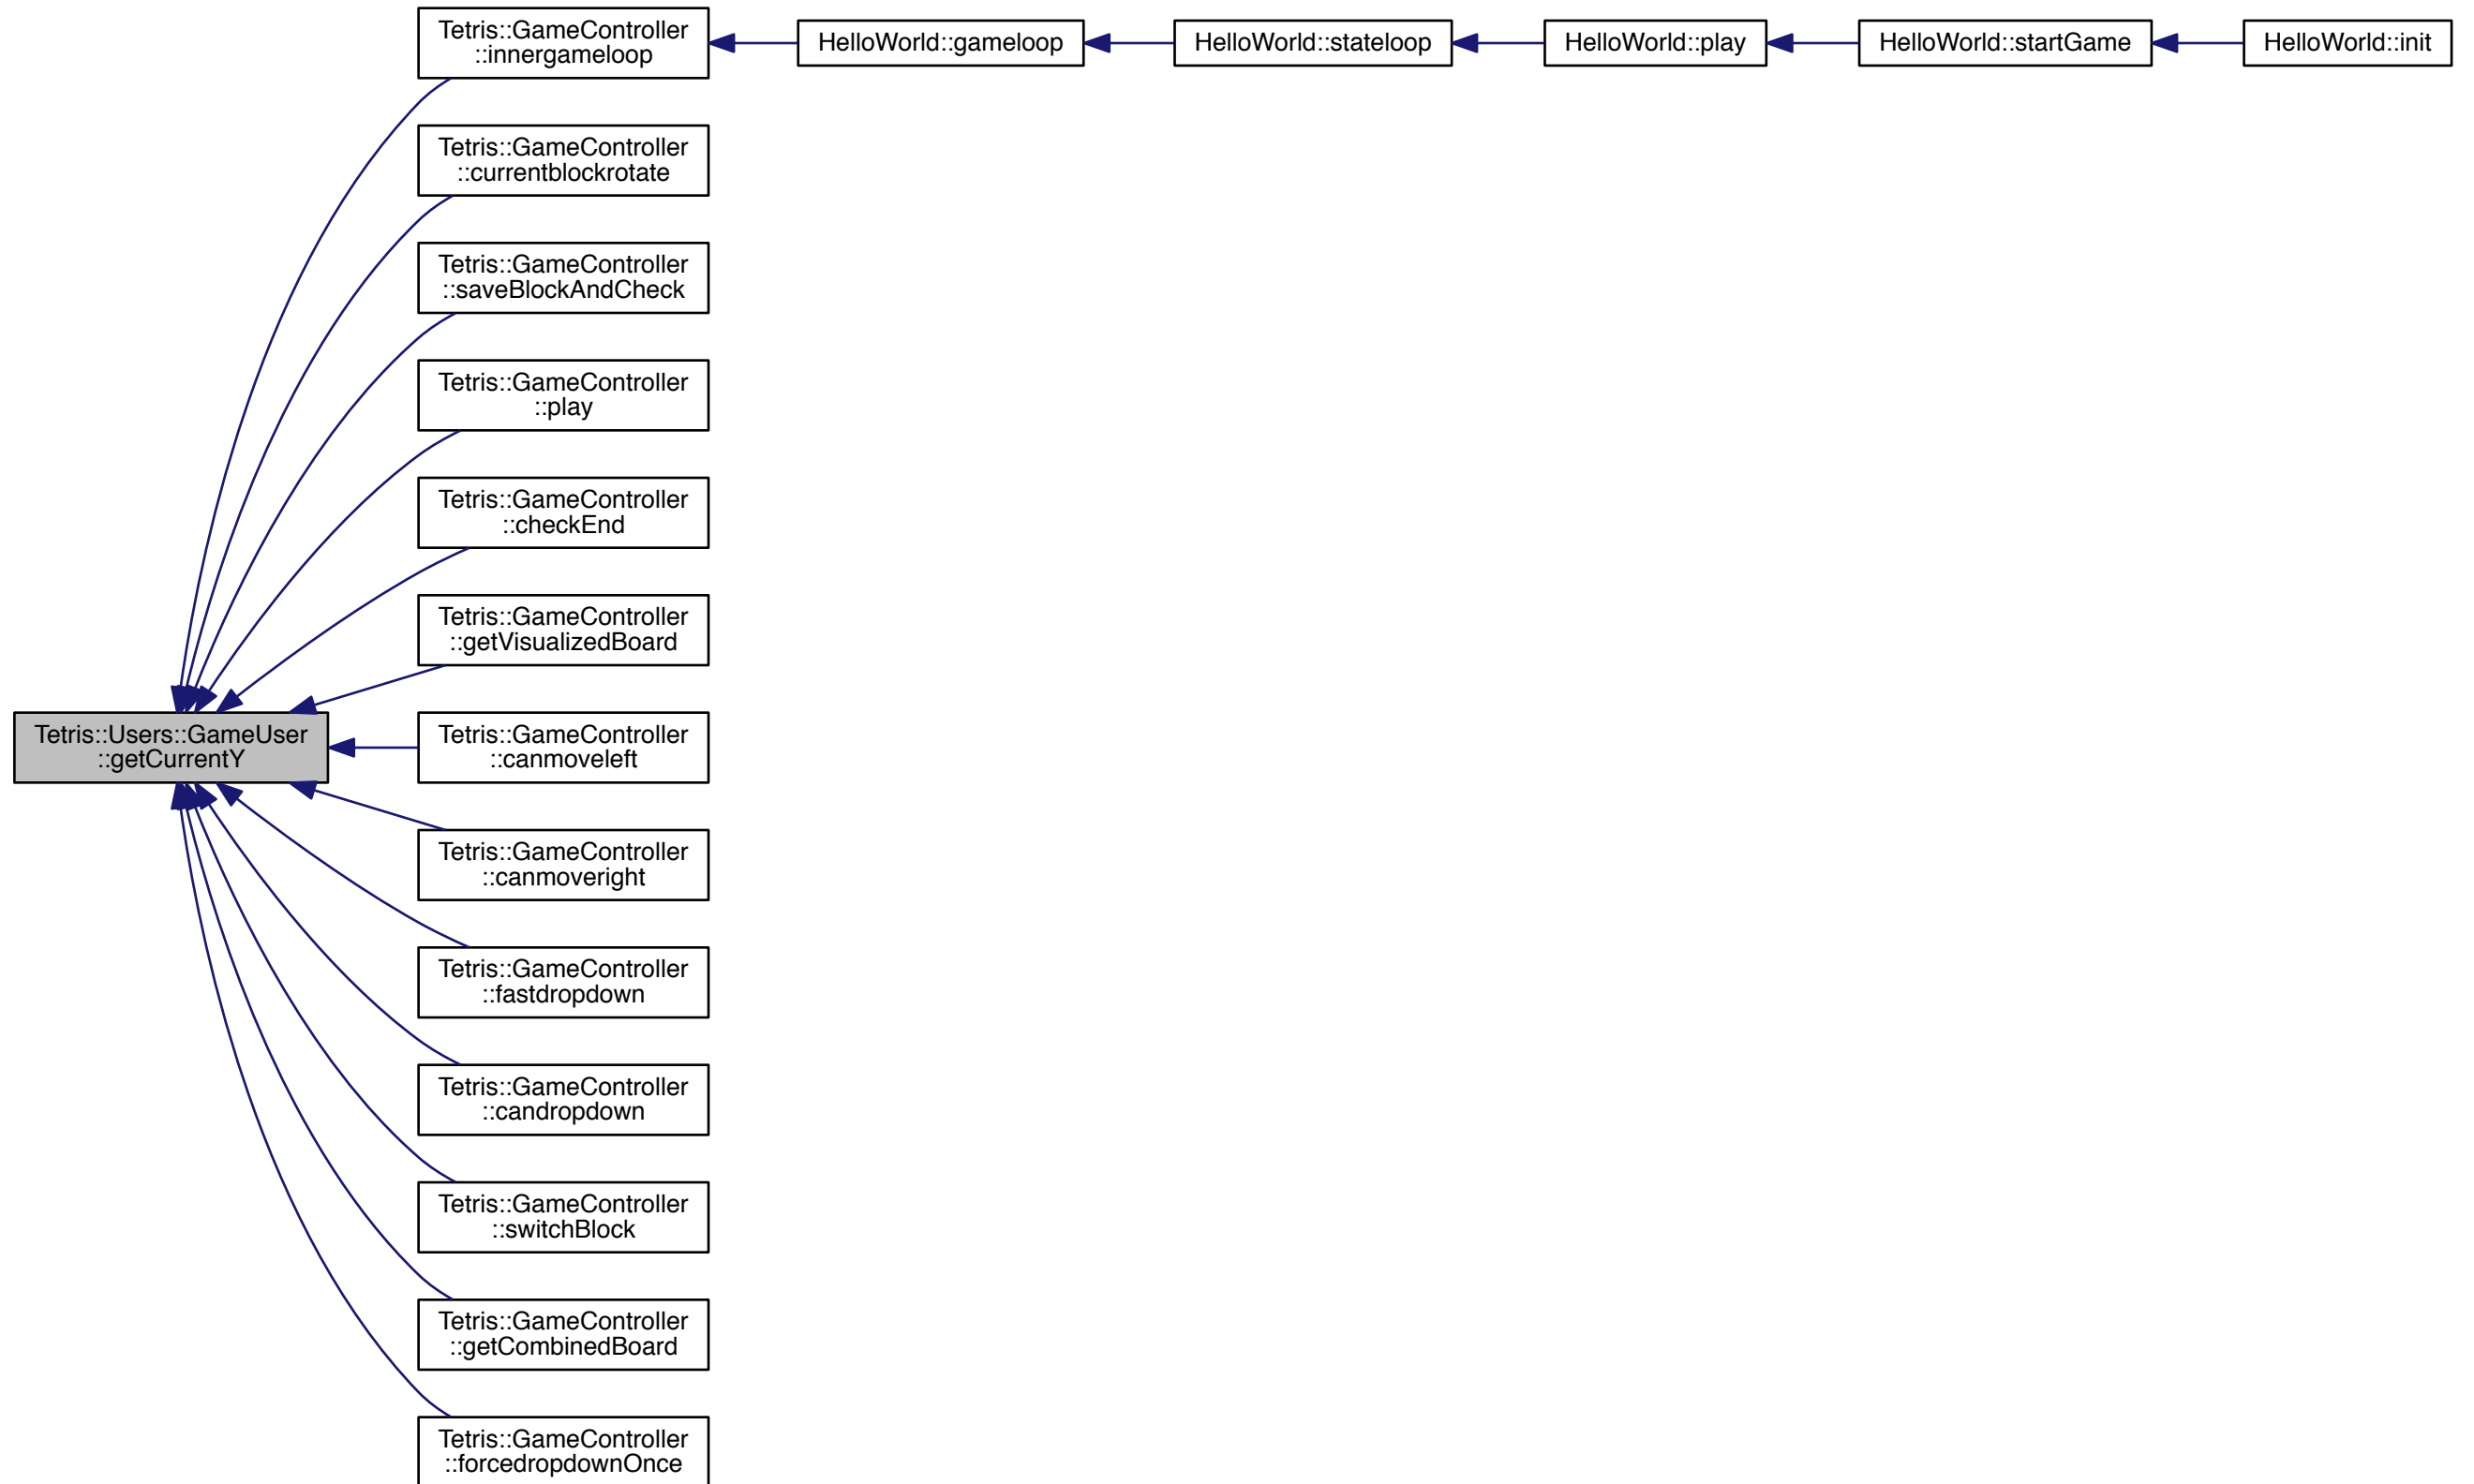 Tetris::GameController
::innergameloop
HelloWorld::gameloop
HelloWorld::stateloop
HelloWorld::play
HelloWorld::startGame
HelloWorld::init
Tetris::GameController
::currentblockrotate
Tetris::GameController
::saveBlockAndCheck
Tetris::GameController
::play
Tetris::GameController
::checkEnd
Tetris::GameController
::getVisualizedBoard
Tetris::Users::GameUser
::getCurrentY
Tetris::GameController
::canmoveleft
Tetris::GameController
::canmoveright
Tetris::GameController
::fastdropdown
Tetris::GameController
::candropdown
Tetris::GameController
::switchBlock
Tetris::GameController
::getCombinedBoard
Tetris::GameController
::forcedropdownOnce